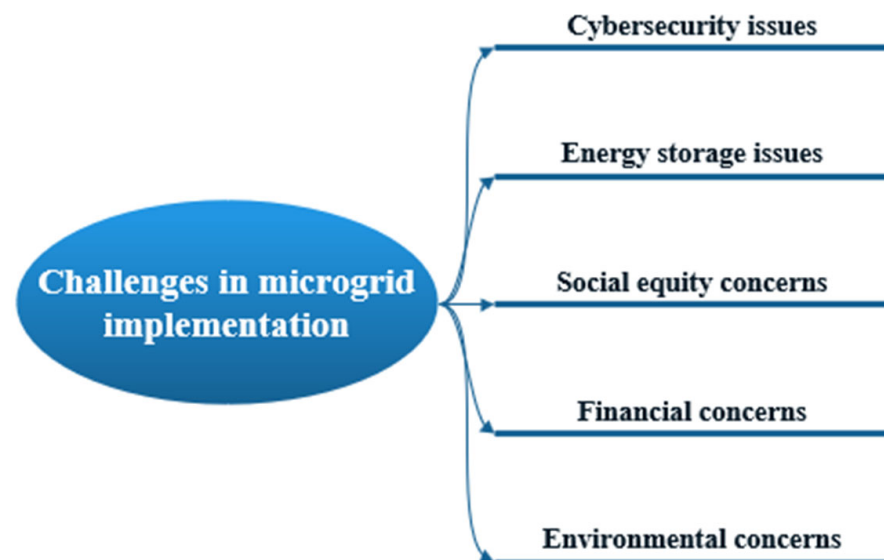 Cybersecurity issues
Energy storage issues
Challenges in microgrid
implementation
Social equity concerns
Financial concerns
Environmental concerns